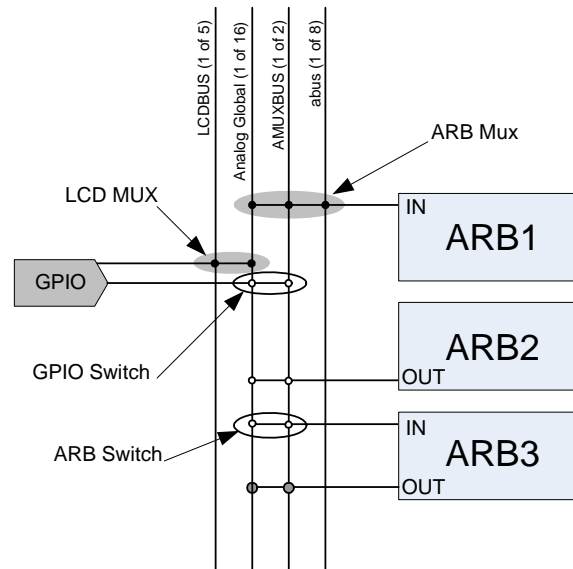 LCDBUS (1 of 5)
Analog Global (1 of 16)
AMUXBUS (1 of 2)
abus (1 of 8)
ARB Mux
LCD MUX
IN
ARB1
GPIO
ARB2
GPIO Switch
OUT
IN
ARB3
ARB Switch
OUT